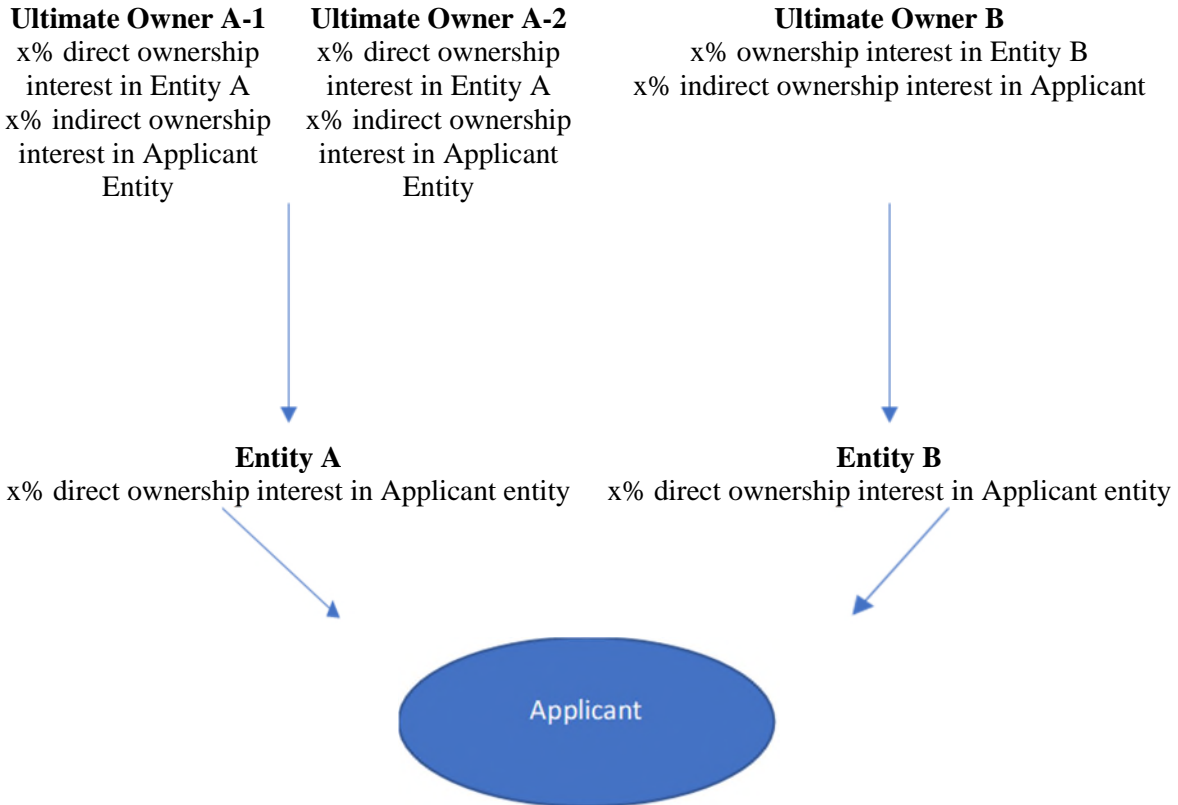 Ultimate Owner A-1
x% direct ownership
interest in Entity A
x% indirect ownership
interest in Applicant
Entity
Ultimate Owner A-2
x% direct ownership
interest in Entity A
x% indirect ownership
interest in Applicant
Entity
Ultimate Owner B
x% ownership interest in Entity B
x% indirect ownership interest in Applicant
Entity A
x% direct ownership interest in Applicant entity
Entity B
x% direct ownership interest in Applicant entity
Applicant